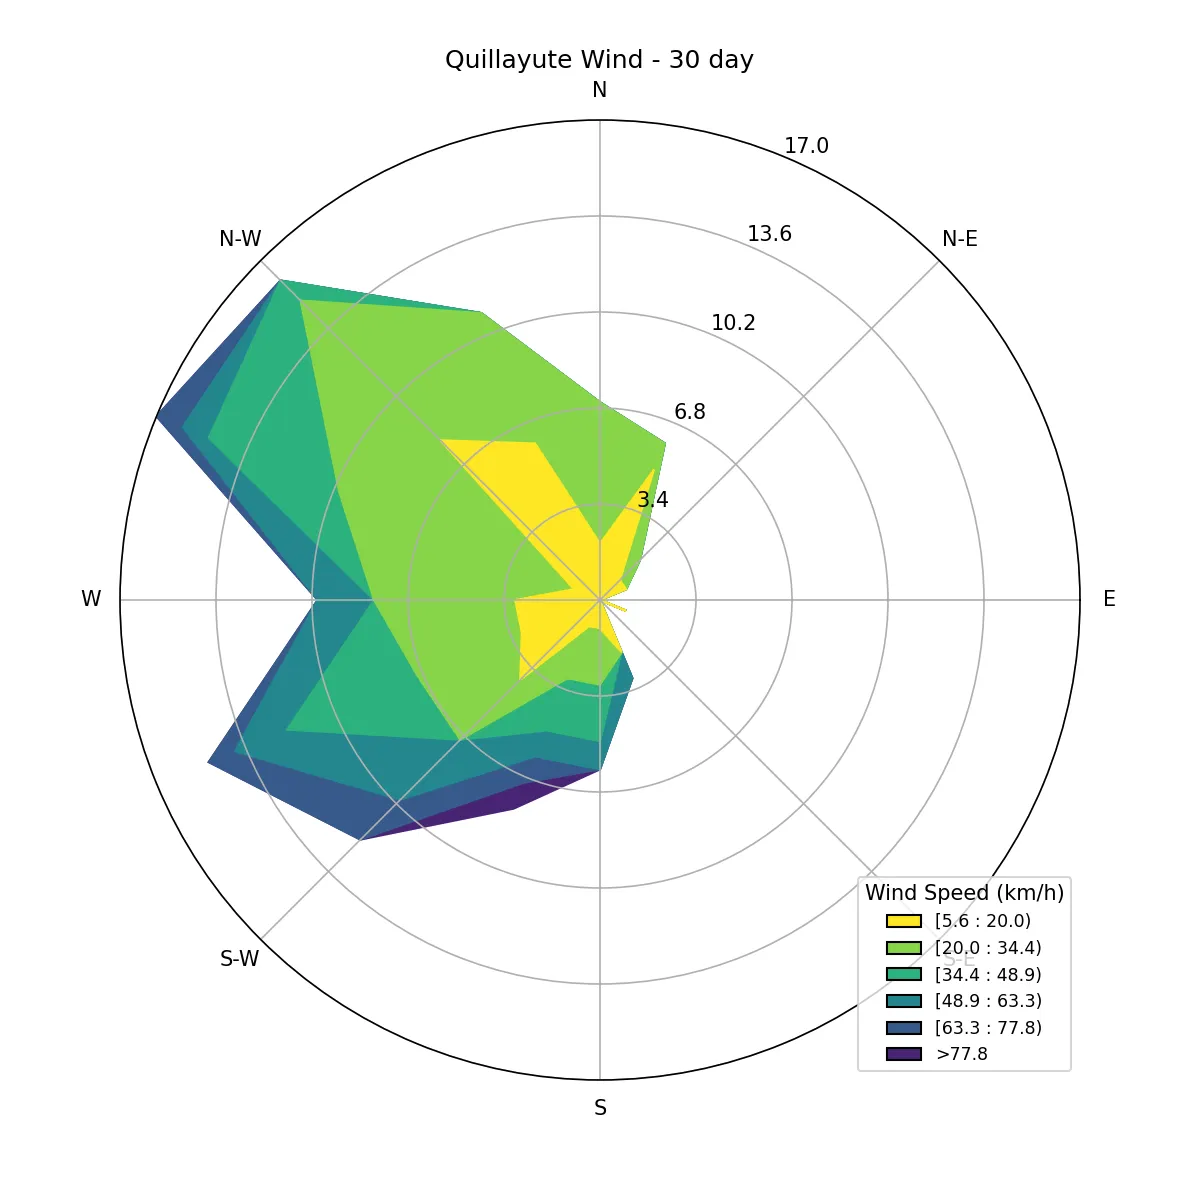 Quillayute Wind - 30 day
N
17.0
13.6
N-W
N-E
10.2
6.8
3.4
W
E
S-W
S-E
S
Wind Speed (km/h)
[5.6 : 20.0)
[20.0 : 34.4)
[34.4 : 48.9)
[48.9 : 63.3)
[63.3 : 77.8)
>77.8